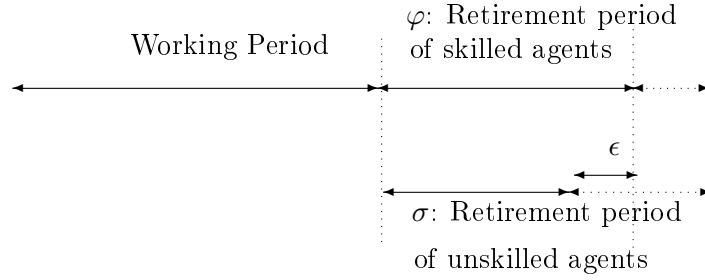 φ: Retirement period
of skilled agents
Working Period
ϵ
σ: Retirement period
of unskilled agents